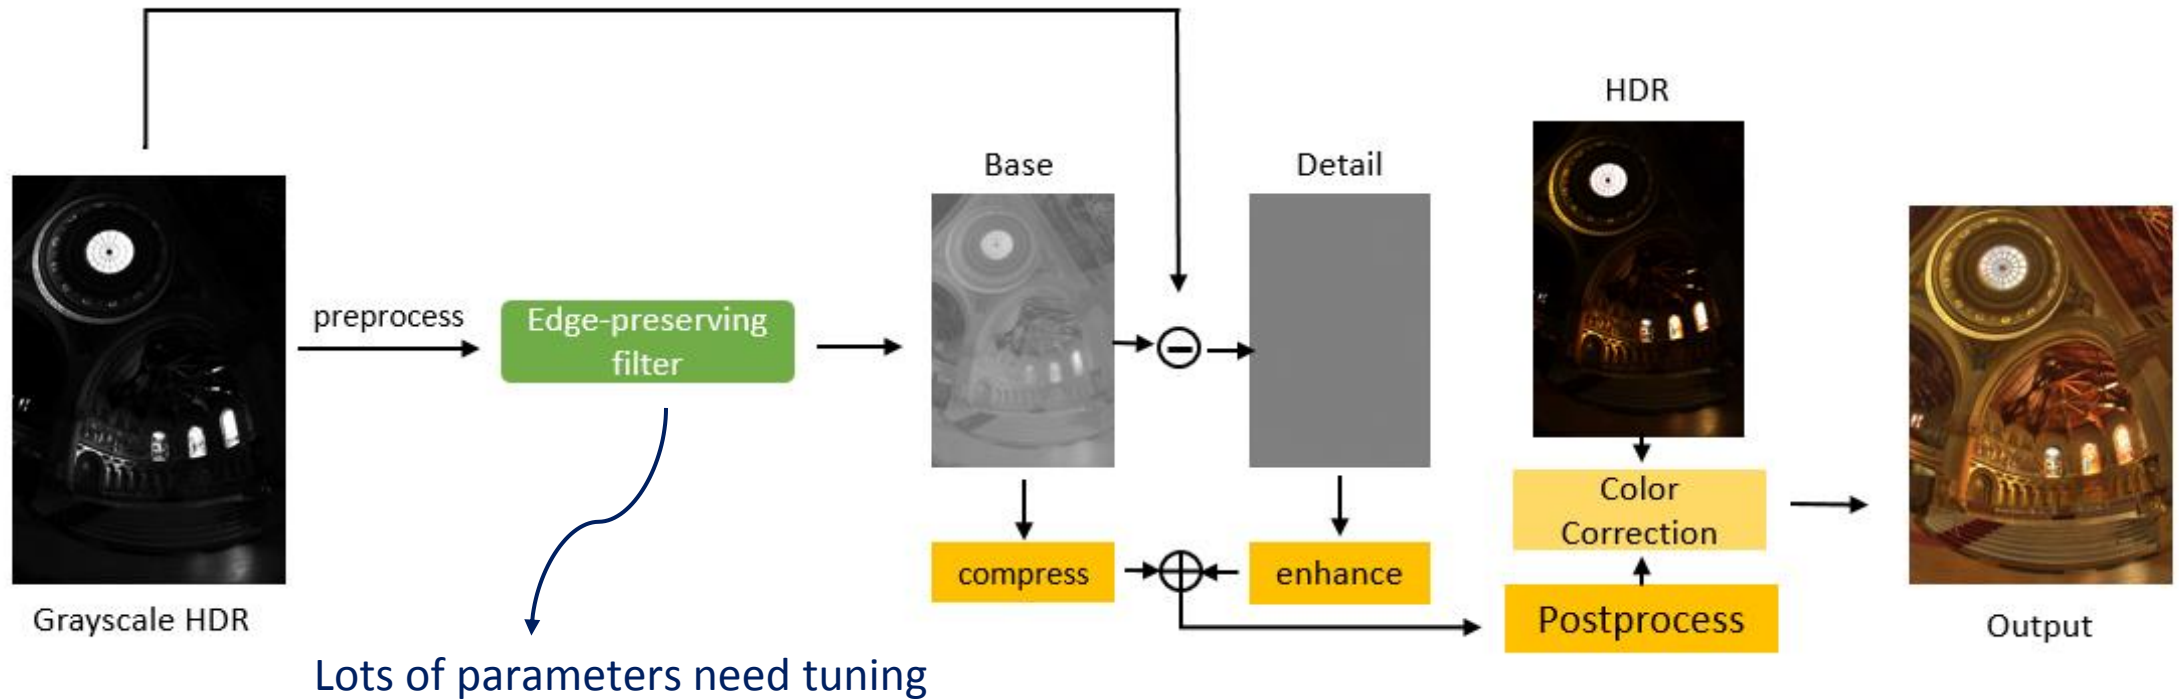 HDR
Base
Detail
preprocess
Edge-preserving
filter
Color
Correction
compress
enhance
Postprocess
Grayscale HDR
Output
Lots of parameters need tuning